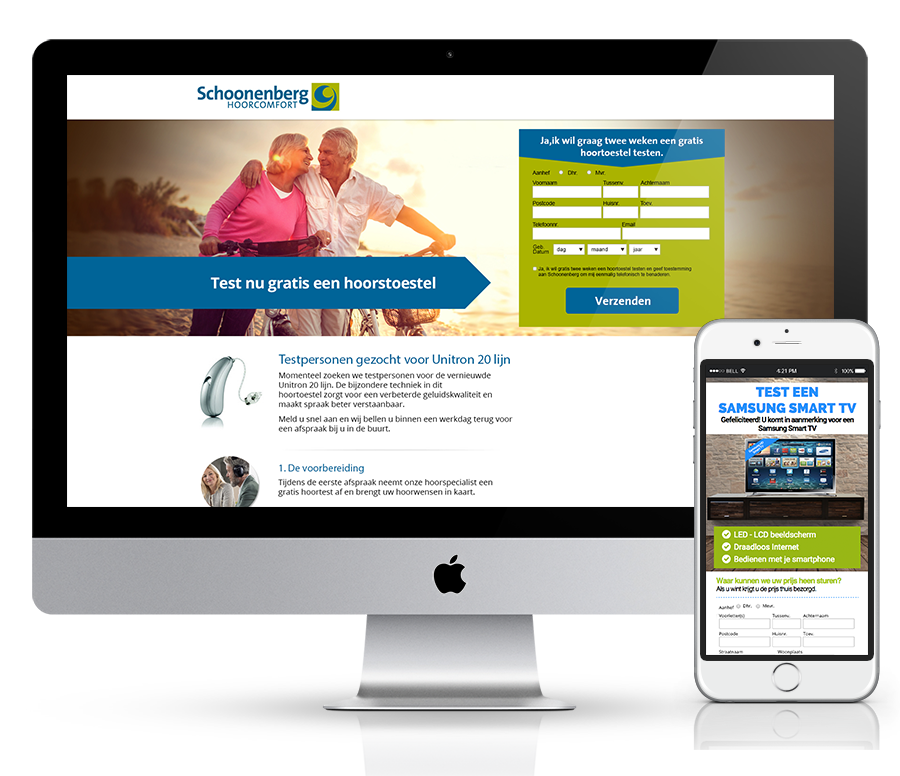 Schoonenberg
HOORCOMFORT
Ja,ik wil graag twee weken een gratis
hoortoestel testen.
Aanhef Dhr. Mvr.
Voornaam Tussenv. Achternaam
Postcode Huisnr. Toev.
Telefoonnr. Email
Geb.
Datum dag maand jaar
Ja, ik wil gratis twee weken een hoortoestel testen en geef toestemming
aan Schoonenberg om mij eenmalig telefonisch te benaderen.
Verzenden
Test nu gratis een hoorstoestel
Testpersonen gezocht voor Unitron 20 lijn
Momenteel zoeken we testpersonen voor de vernieuwde
Unitron 20 lijn. De bijzondere techniek in dit
hoortoestel zorgt voor een verbeterde geluidskwaliteit en
maakt spraak beter verstaanbaar.
Meld u snel aan en wij bellen u binnen een werkdag terug voor
een afspraak bij u in de buurt.
1. De voorbereiding
Tijdens de eerste afspraak neemt onze hoorspecialist een
gratis hoortest af en brengt uw hoorwensen in kaart.
BELL 4:21 PM 100%
TEST EEN
SAMSUNG SMART TV
Gefeliciteerd! U komt in aanmerking voor een
Samsung Smart TV
LED - LCD beeldscherm
Draadloos Internet
Bedienen met je smartphone
Waar kunnen we uw prijs heen sturen?
Als u wint krijgt u de prijs thuis bezorgd.
Aanhef Dhr. Mevr.
Voorletter(s) Tussenv. Achternaam
Postcode Huisnr. Toev.
Straatnaam Woonplaats